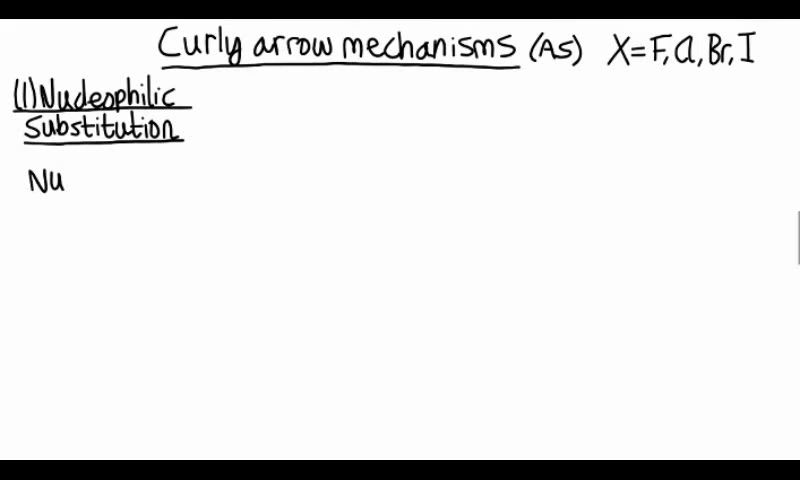 Curly arrow mechanisms (AS) X=F, Cl, Br, I
(1) Nucleophilic
Substitution
Nu